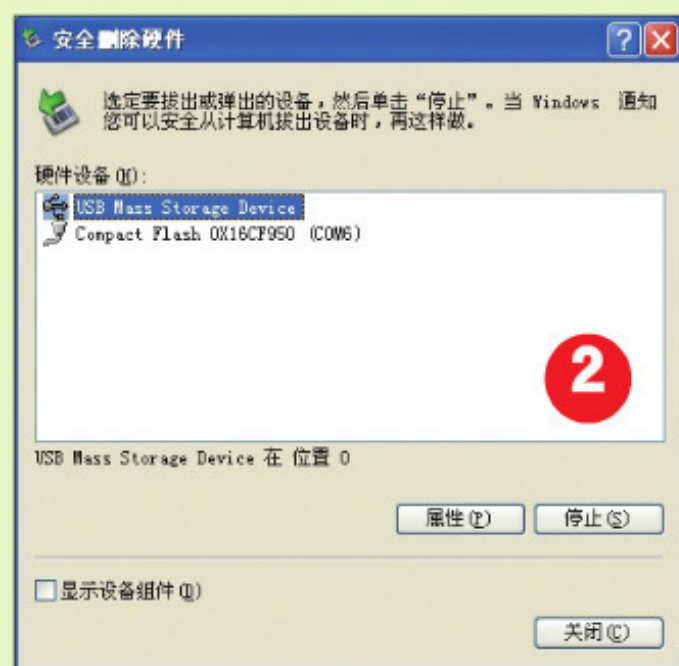 安全删除硬件
选定要拔出或弹出的设备，然后单击“停止”。当 Windows 通知
您可以安全从计算机拔出设备时，再这样做。
硬件设备(H):
USB Mass Storage Device
Compact Flash OX16CF950 (COM6)
2
USB Mass Storage Device 在 位置 0
属性(P) 停止(S)
显示设备组件(D)
关闭(C)